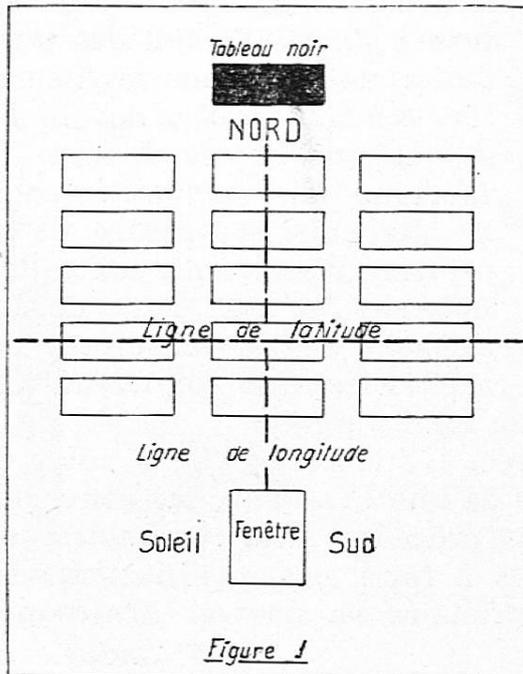 Tableau noir
NORD
Ligne de latitude
Ligne de longitude
Soleil Fenêtre Sud
Figure 1